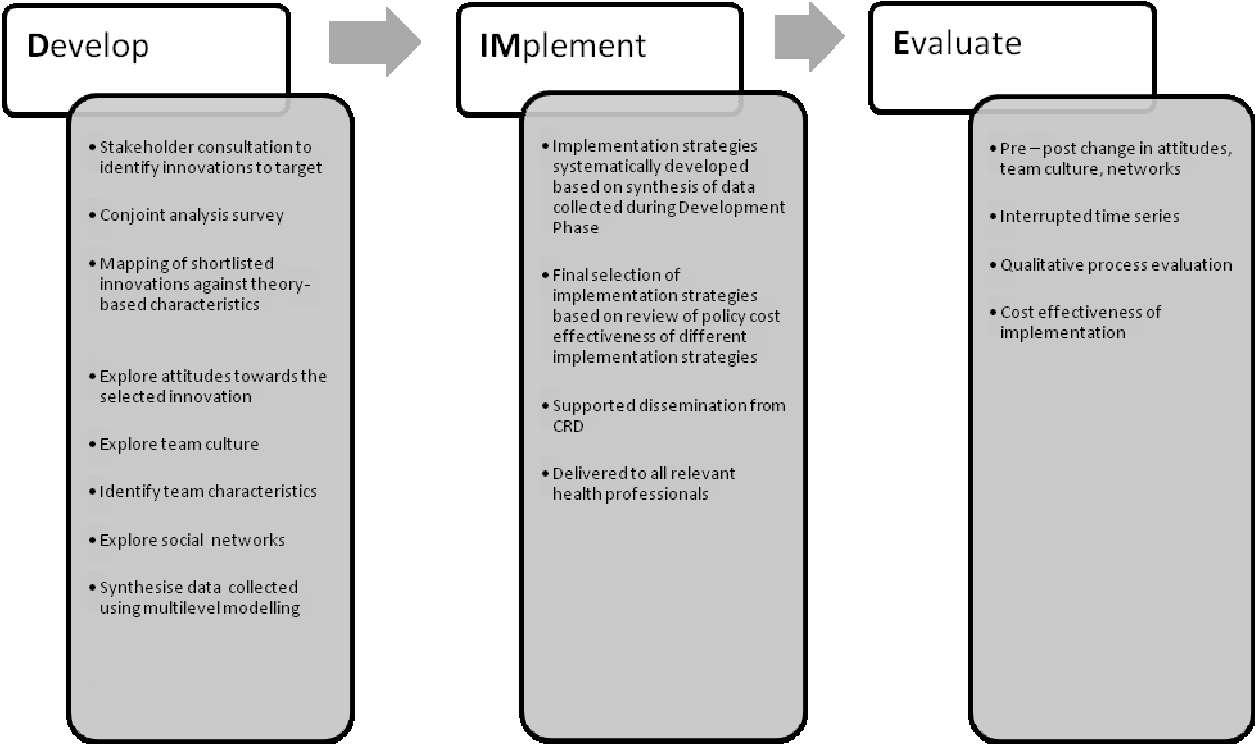 Develop
• Stakeholder consultation to
identify innovations to target
• Conjoint analysis survey
• Mapping of shortlisted
innovations against theory-
based characteristics
• Explore attitudes towards the
selected innovation
• Explore team culture
• Identify team characteristics
• Explore social networks
• Synthesise data collected
using multilevel modelling
IMplement
• Implementation strategies
systematically developed
based on synthesis of data
collected during Development
Phase
• Final selection of
implementation strategies
based on review of policy cost
effectiveness of different
implementation strategies
• Supported dissemination from
CRD
• Delivered to all relevant
health professionals
Evaluate
• Pre – post change in attitudes,
team culture, networks
• Interrupted time series
• Qualitative process evaluation
• Cost effectiveness of
implementation